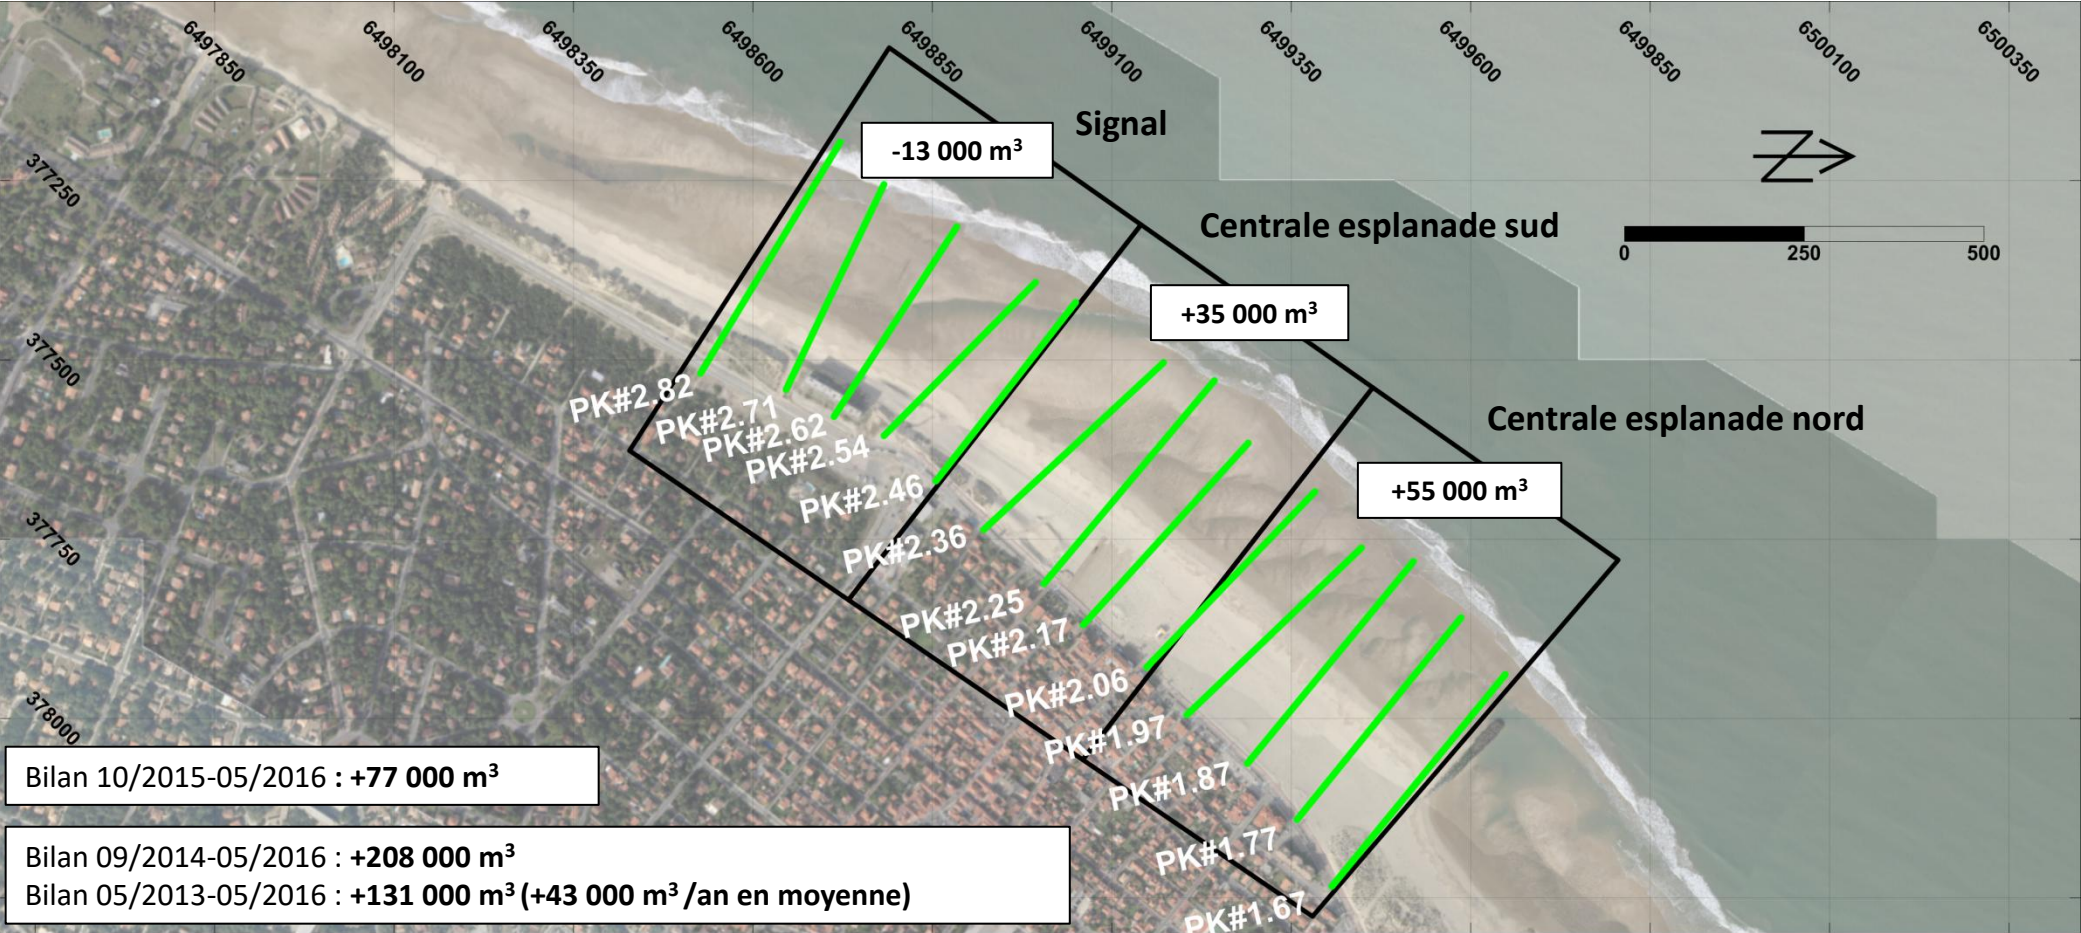 6497850
6498100
6498350
6498600
6498850
6499100
6499350
6499600
6499850
6500100
6500350
377250
377500
377750
378000
Signal
-13 000 m³
Centrale esplanade sud
+35 000 m³
Centrale esplanade nord
+55 000 m³
N
0 250 500
PK#2.82
PK#2.71
PK#2.62
PK#2.54
PK#2.46
PK#2.36
PK#2.25
PK#2.17
PK#2.06
PK#1.97
PK#1.87
PK#1.77
PK#1.67
Bilan 10/2015-05/2016 : +77 000 m³
Bilan 09/2014-05/2016 : +208 000 m³
Bilan 05/2013-05/2016 : +131 000 m³ (+43 000 m³ /an en moyenne)